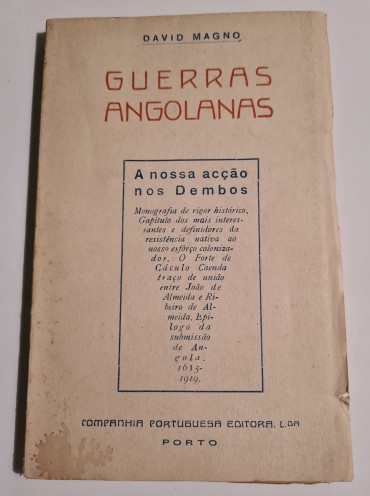 DAVID MAGNO
GUERRAS
ANGOLANAS
A nossa acção
nos Dembos
Monografia de rigor histórico,
Capítulo dos mais interes-
santes e definidores da
resistência nativa ao
nosso esfôrço coloniza-
dor. O Forte de
Cáculo Caenda
traço de união
entre João de
Almeida e Ri-
beiro de Al-
meida. Epí-
logo da
submissão
de An-
gola.
1615-
1919.
COMPANHIA PORTUGUESA EDITORA, L.DA
PORTO